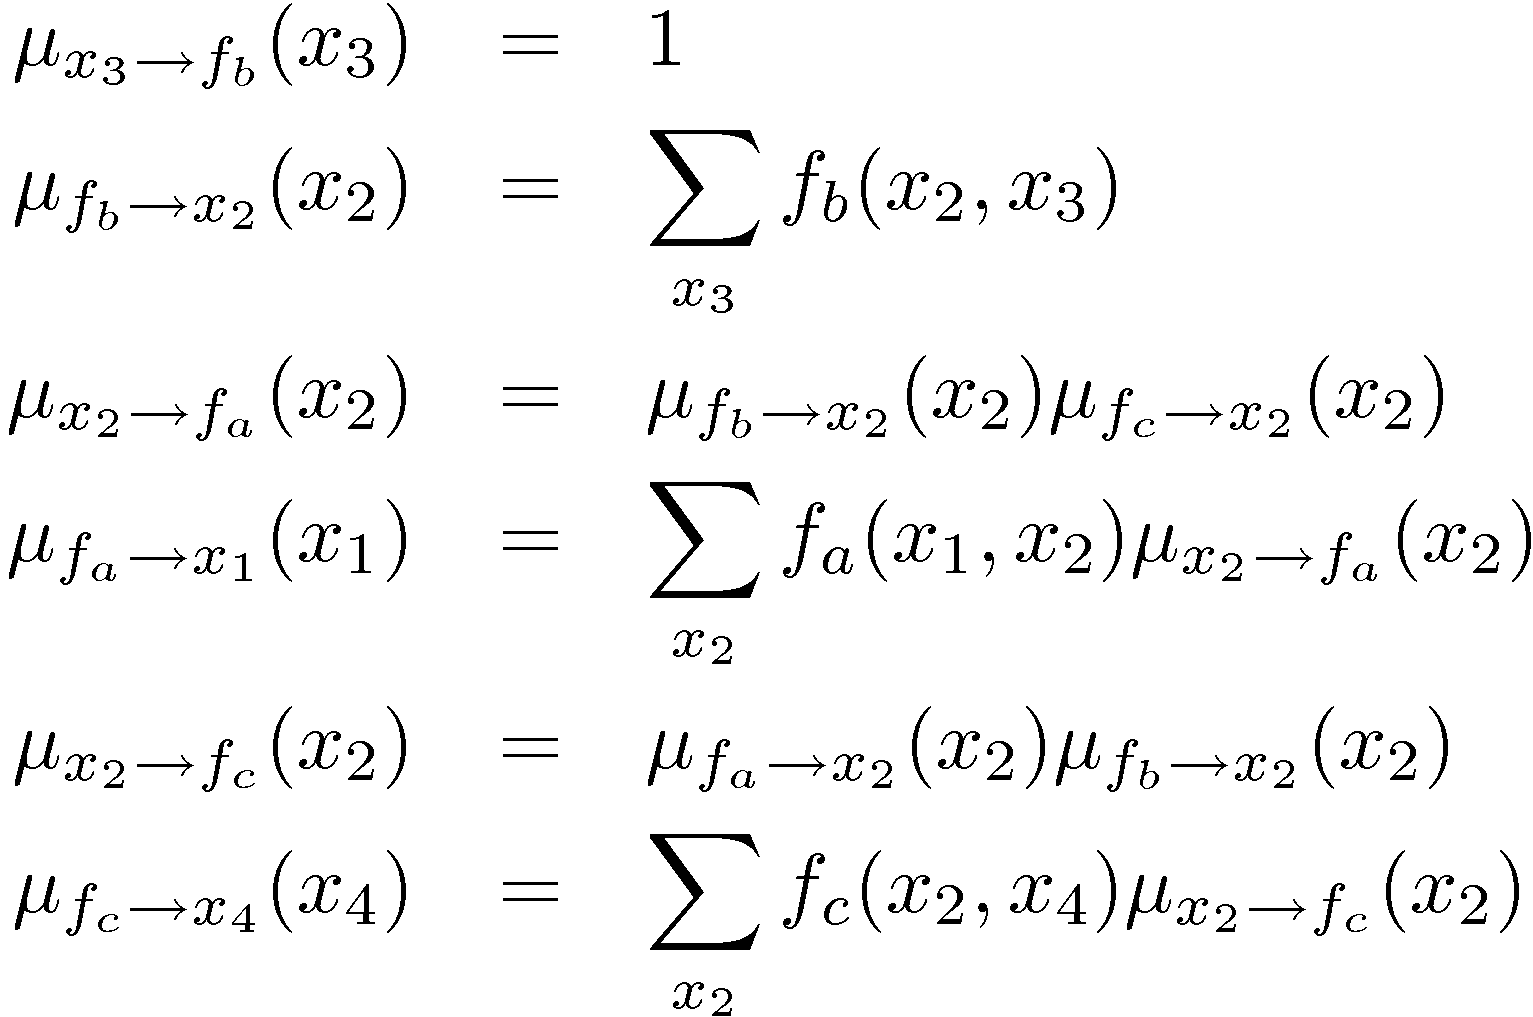 μ_{x_3→f_b}(x_3) = 1
μ_{f_b→x_2}(x_2) = ∑_{x_3} f_b(x_2, x_3)
μ_{x_2→f_a}(x_2) = μ_{f_b→x_2}(x_2)μ_{f_c→x_2}(x_2)
μ_{f_a→x_1}(x_1) = ∑_{x_2} f_a(x_1, x_2)μ_{x_2→f_a}(x_2)
μ_{x_2→f_c}(x_2) = μ_{f_a→x_2}(x_2)μ_{f_b→x_2}(x_2)
μ_{f_c→x_4}(x_4) = ∑_{x_2} f_c(x_2, x_4)μ_{x_2→f_c}(x_2)